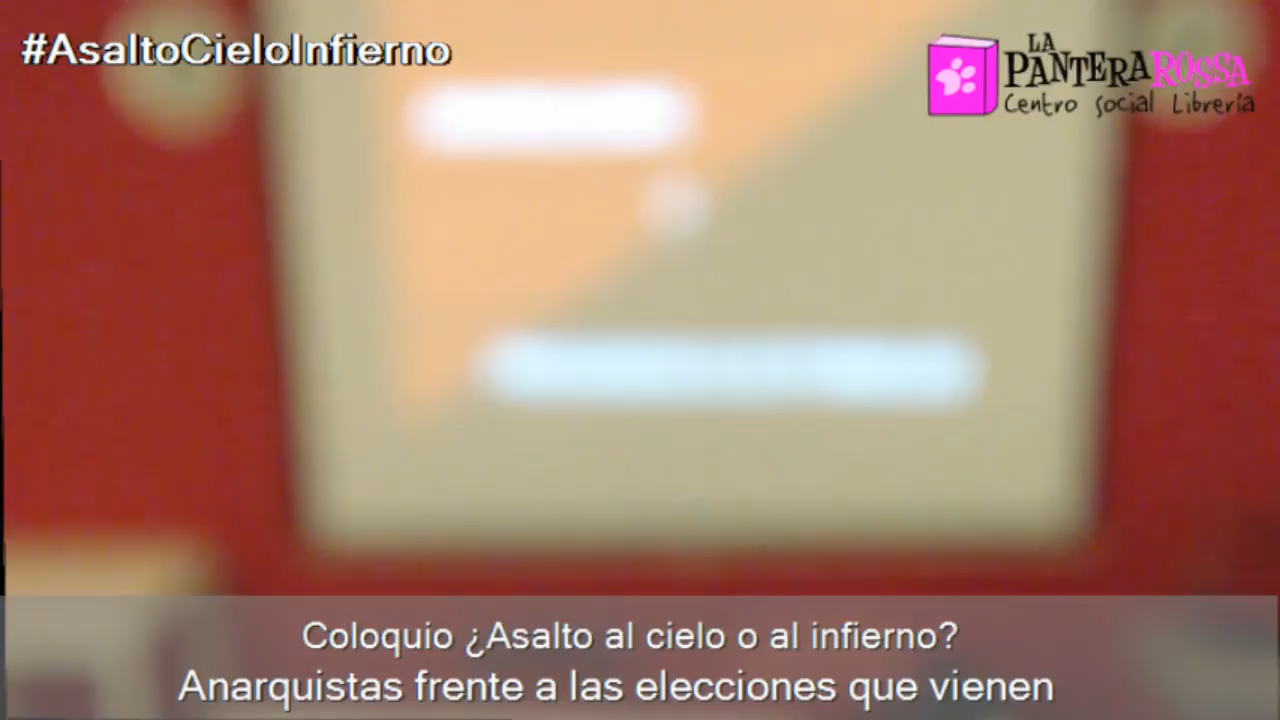 #AsaltoCieloInfierno
LA
PANTERA ROSSA
Centro social Librería
Coloquio ¿Asalto al cielo o al infierno?
Anarquistas frente a las elecciones que vienen